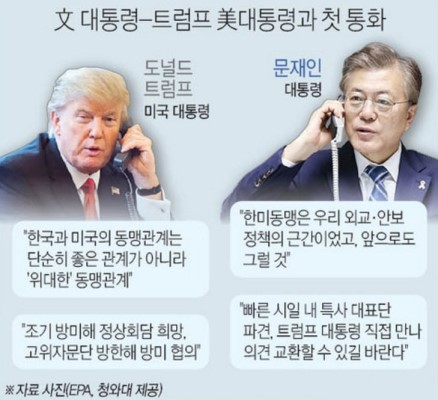 文 대통령–트럼프 美대통령과 첫 통화
도널드
트럼프
미국 대통령
문재인
대통령
"한국과 미국의 동맹관계는
단순히 좋은 관계가 아니라
'위대한' 동맹관계"
"조기 방미해 정상회담 희망,
고위자문단 방한해 방미 협의"
"한미동맹은 우리 외교·안보
정책의 근간이었고, 앞으로도
그럴 것"
"빠른 시일 내 특사 대표단
파견, 트럼프 대통령 직접 만나
의견 교환할 수 있길 바란다"
※자료 사진(EPA, 청와대 제공)